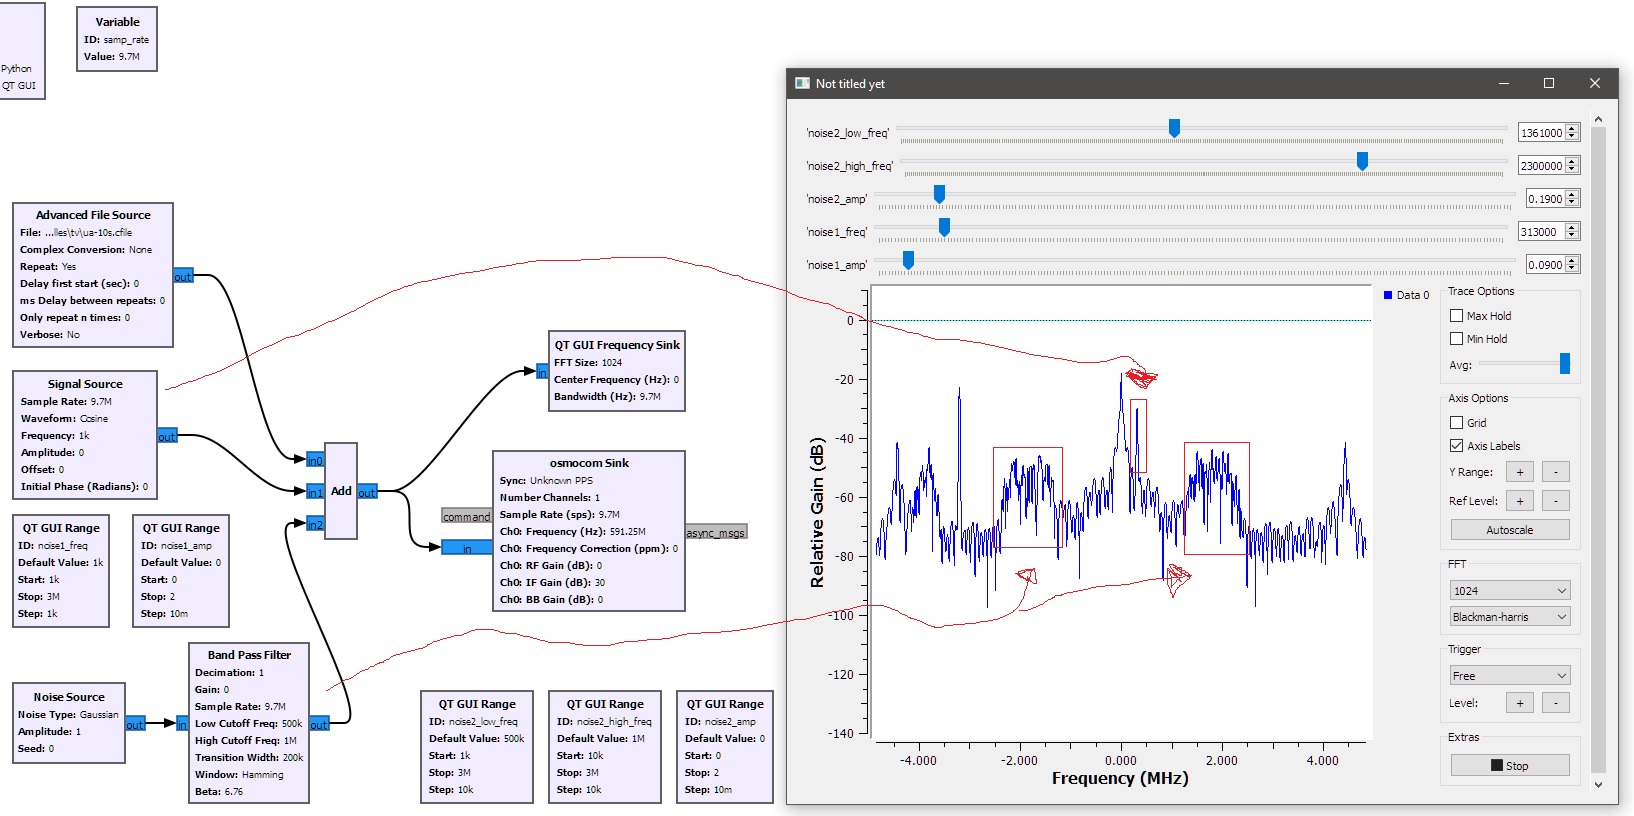 Python
QT GUI
Variable
ID: samp_rate
Value: 9.7M
Advanced File Source
File: ...lles\tv\ua-10s.cfile
Complex Conversion: None
Repeat: Yes
Delay first start (sec): 0
ms Delay between repeats: 0
Only repeat n times: 0
Verbose: No
out
Signal Source
Sample Rate: 9.7M
Waveform: Cosine
Frequency: 1k
Amplitude: 0
Offset: 0
Initial Phase (Radians): 0
out
QT GUI Range
ID: noise1_freq
Default Value: 1k
Start: 1k
Stop: 3M
Step: 1k
QT GUI Range
ID: noise1_amp
Default Value: 0
Start: 0
Stop: 2
Step: 10m
Noise Source
Noise Type: Gaussian
Amplitude: 1
Seed: 0
out
in
Band Pass Filter
Decimation: 1
Gain: 0
Sample Rate: 9.7M
Low Cutoff Freq: 500k
High Cutoff Freq: 1M
Transition Width: 200k
Window: Hamming
Beta: 6.76
out
in0
in1
in2
Add
out
in
QT GUI Frequency Sink
FFT Size: 1024
Center Frequency (Hz): 0
Bandwidth (Hz): 9.7M
command
in
osmocom Sink
Sync: Unknown PPS
Number Channels: 1
Sample Rate (sps): 9.7M
Ch0: Frequency (Hz): 591.25M
Ch0: Frequency Correction (ppm): 0
Ch0: RF Gain (dB): 0
Ch0: IF Gain (dB): 30
Ch0: BB Gain (dB): 0
async_msgs
QT GUI Range
ID: noise2_low_freq
Default Value: 500k
Start: 1k
Stop: 3M
Step: 10k
QT GUI Range
ID: noise2_high_freq
Default Value: 1M
Start: 10k
Stop: 3M
Step: 10k
QT GUI Range
ID: noise2_amp
Default Value: 0
Start: 0
Stop: 2
Step: 10m
Not titled yet
'noise2_low_freq' 1361000
'noise2_high_freq' 2300000
'noise2_amp' 0.1900
'noise1_freq' 313000
'noise1_amp' 0.0900
Relative Gain (dB)
0
-20
-40
-60
-80
-100
-120
-140
-4.000 -2.000 0.000 2.000 4.000
Frequency (MHz)
Data 0
Trace Options
Max Hold
Min Hold
Avg:
Axis Options
Grid
Axis Labels
Y Range: + -
Ref Level: + -
Autoscale
FFT
1024
Blackman-harris
Trigger
Free
Level: + -
Extras
Stop